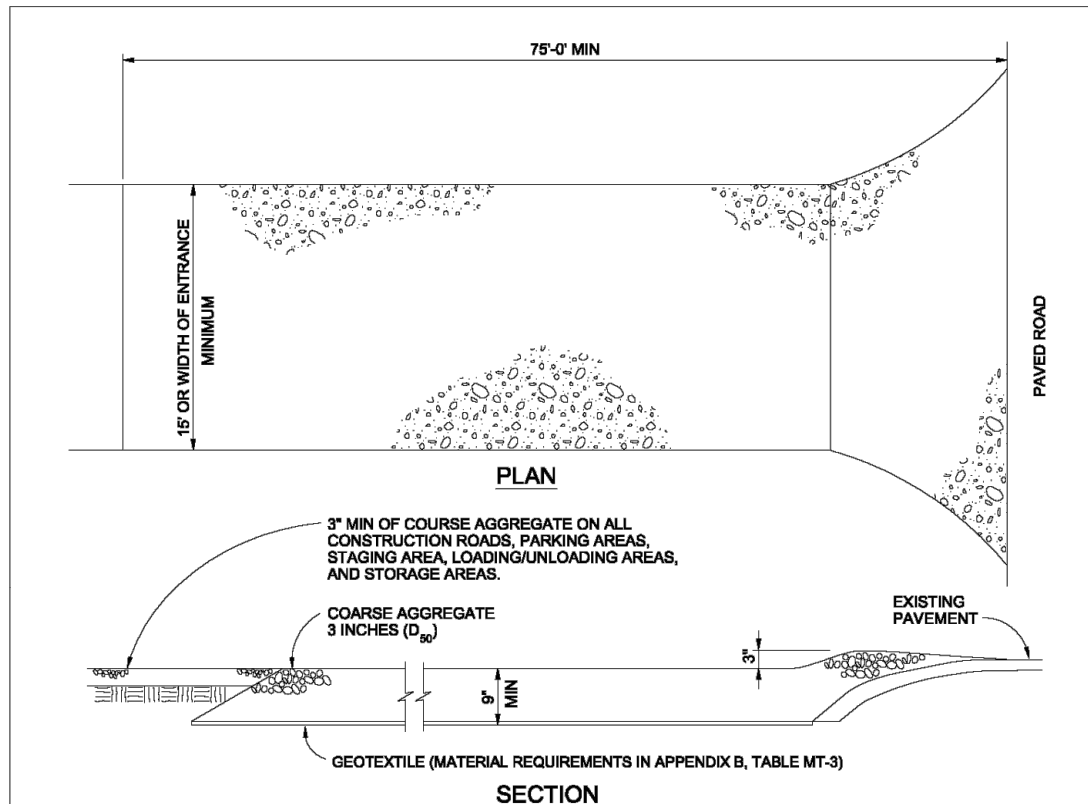 75'-0' MIN
15' OR WIDTH OF ENTRANCE
MINIMUM
PAVED ROAD
PLAN
3" MIN OF COURSE AGGREGATE ON ALL
CONSTRUCTION ROADS, PARKING AREAS,
STAGING AREA, LOADING/UNLOADING AREAS,
AND STORAGE AREAS.
COARSE AGGREGATE
3 INCHES (D50)
EXISTING
PAVEMENT
3"
9"
MIN
GEOTEXTILE (MATERIAL REQUIREMENTS IN APPENDIX B, TABLE MT-3)
SECTION